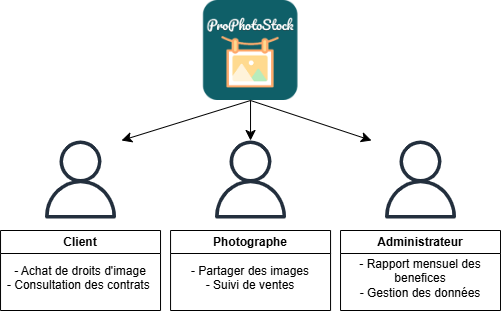 ProPhotoStock
Client
- Achat de droits d'image
- Consultation des contrats
Photographe
- Partager des images
- Suivi de ventes
Administrateur
- Rapport mensuel des
benefices
- Gestion des données